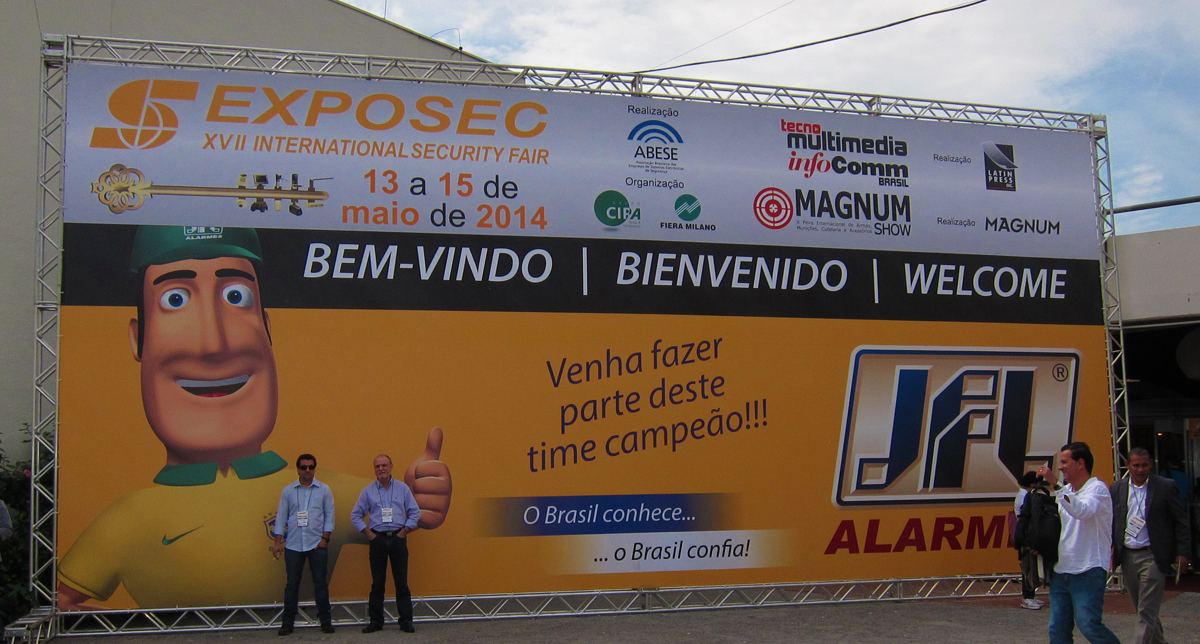 EXPOSEC
XVII INTERNATIONAL SECURITY FAIR
13 a 15 de
maio de 2014
Realização
ABESE
Organização
CIPA
FIERA MILANO
tecno
multimedia
infoComm
BRASIL
MAGNUM
SHOW
Realização
LATIN
PRESS
Realização
MAGNUM
JFL
ALARMES
BEM-VINDO | BIENVENIDO | WELCOME
Venha fazer
parte deste
time campeão!!!
O Brasil conhece...
... o Brasil confia!
JFL ®
ALARM